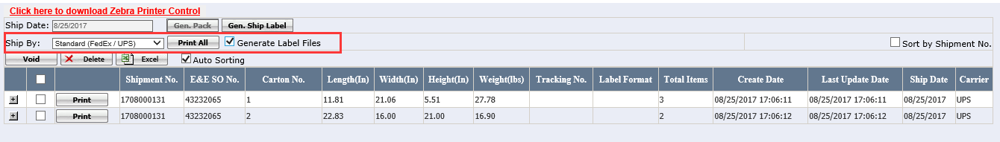 Click here to download Zebra Printer Control
Ship Date: 8/25/2017 Gen. Pack Gen. Ship Label
Ship By: Standard (FedEx / UPS) Print All Generate Label Files Sort by Shipment No.
Void Delete Excel Auto Sorting
Shipment No. E&E SO No. Carton No. Length(In) Width(In) Height(In) Weight(lbs) Tracking No. Label Format Total Items Create Date Last Update Date Ship Date Carrier
Print 1708000131 43232065 1 11.81 21.06 5.51 27.78 3 08/25/2017 17:06:11 08/25/2017 17:06:11 08/25/2017 UPS
Print 1708000131 43232065 2 22.83 16.00 21.00 16.90 2 08/25/2017 17:06:12 08/25/2017 17:06:12 08/25/2017 UPS